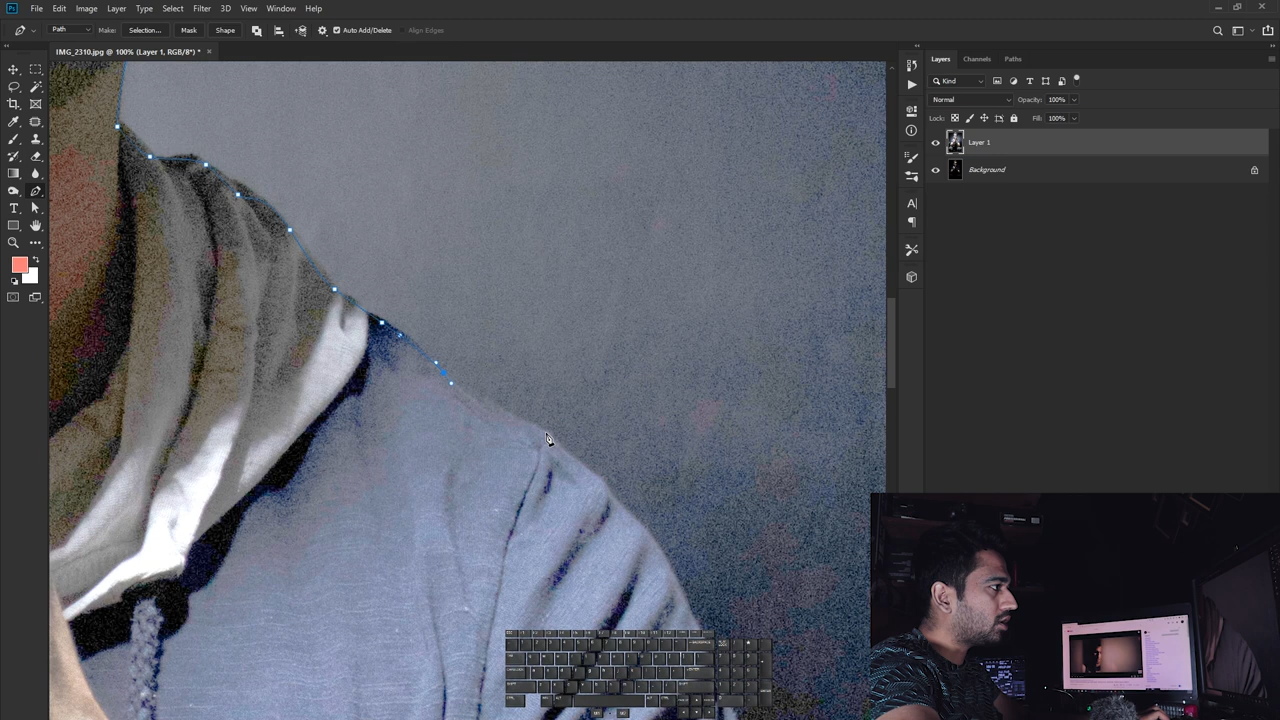 Ps File Edit Image Layer Type Select Filter 3D View Window Help
Path Make: Selection... Mask Shape Auto Add/Delete Align Edges
IMG_2310.jpg @ 100% (Layer 1, RGB/8*) * ×
Layers Channels Paths
Kind
Normal Opacity: 100%
Lock: Fill: 100%
Layer 1
Background